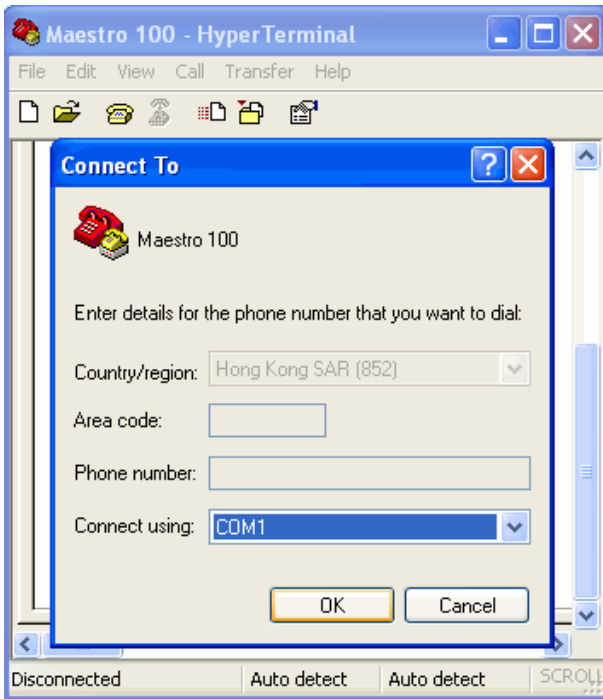 Maestro 100 - HyperTerminal
File Edit View Call Transfer Help
Connect To
Maestro 100
Enter details for the phone number that you want to dial:
Country/region: Hong Kong SAR (852)
Area code:
Phone number:
Connect using: COM1
OK Cancel
Disconnected Auto detect Auto detect SCROLL